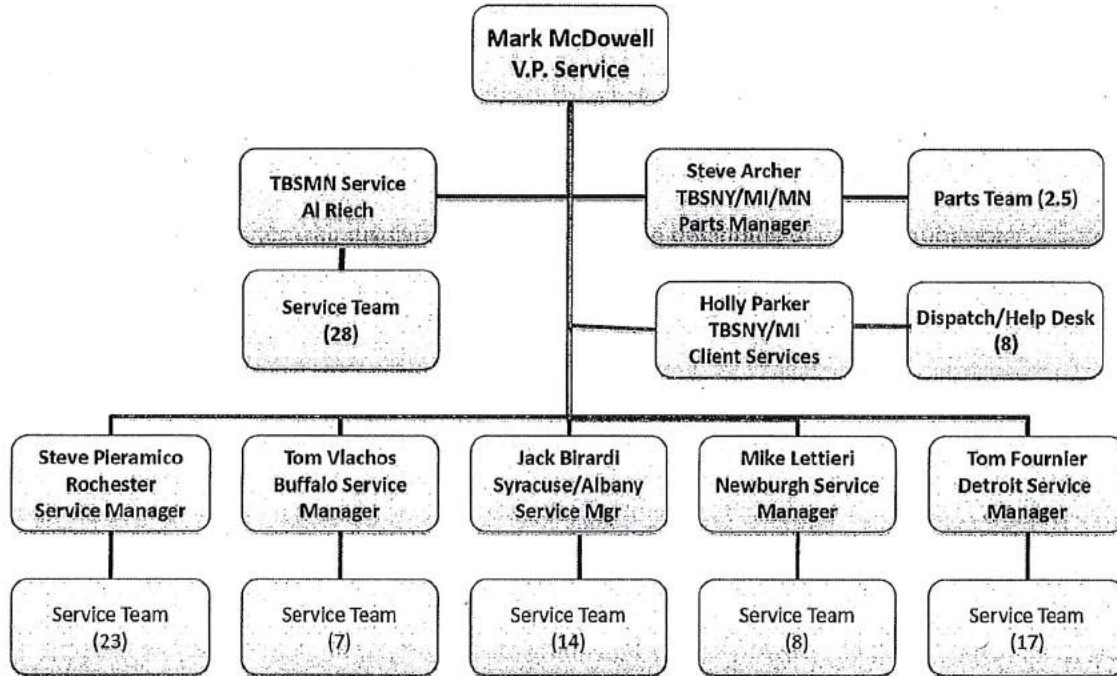 Mark McDowell
V.P. Service
TBSMN Service
Al Riech
Steve Archer
TBSNY/MI/MN
Parts Manager
Parts Team (2.5)
Service Team
(28)
Holly Parker
TBSNY/MI
Client Services
Dispatch/Help Desk
(8)
Steve Pieramico
Rochester
Service Manager
Tom Vlachos
Buffalo Service
Manager
Jack Birardi
Syracuse/Albany
Service Mgr
Mike Lettieri
Newburgh Service
Manager
Tom Fournier
Detroit Service
Manager
Service Team
(23)
Service Team
(7)
Service Team
(14)
Service Team
(8)
Service Team
(17)